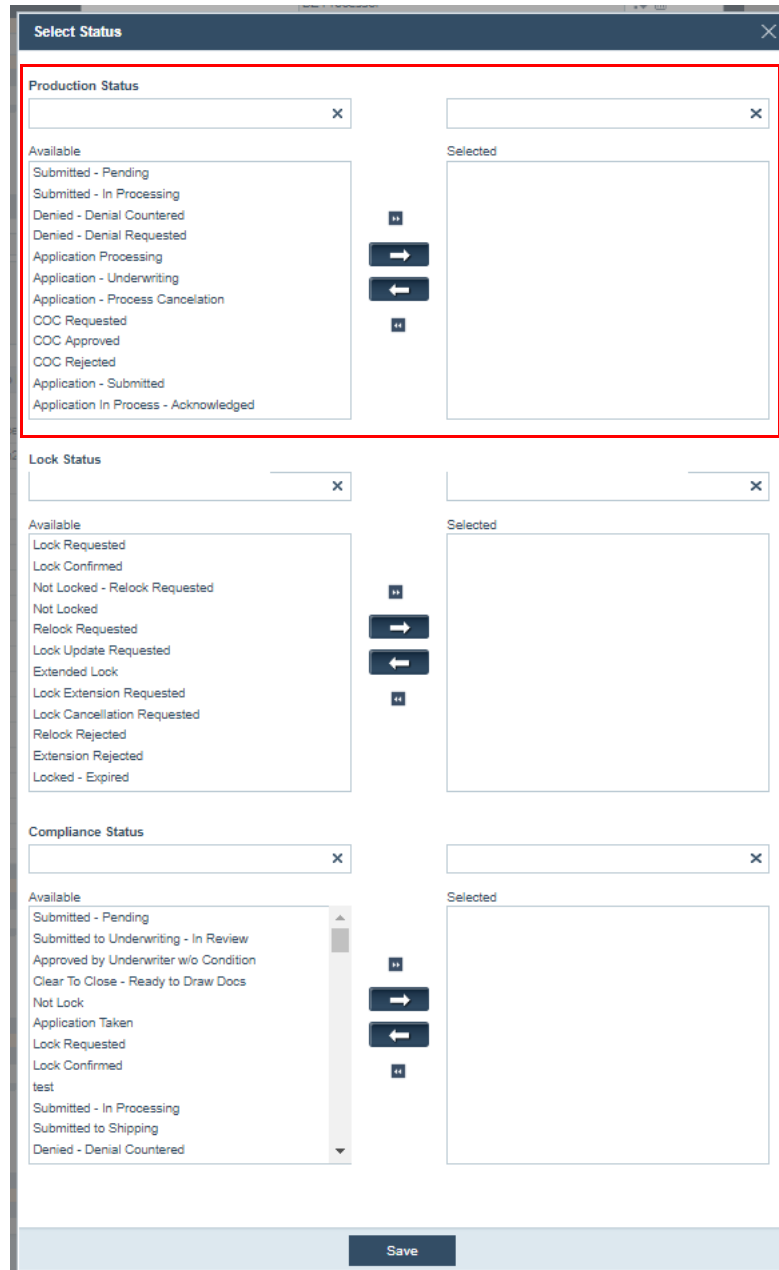 Select Status
Production Status
Available
Selected
Submitted - Pending
Submitted - In Processing
Denied - Denial Countered
Denied - Denial Requested
Application Processing
Application - Underwriting
Application - Process Cancelation
COC Requested
COC Approved
COC Rejected
Application - Submitted
Application In Process - Acknowledged
Lock Status
Available
Selected
Lock Requested
Lock Confirmed
Not Locked - Relock Requested
Not Locked
Relock Requested
Lock Update Requested
Extended Lock
Lock Extension Requested
Lock Cancellation Requested
Relock Rejected
Extension Rejected
Locked - Expired
Compliance Status
Available
Selected
Submitted - Pending
Submitted to Underwriting - In Review
Approved by Underwriter w/o Condition
Clear To Close - Ready to Draw Docs
Not Lock
Application Taken
Lock Requested
Lock Confirmed
test
Submitted - In Processing
Submitted to Shipping
Denied - Denial Countered
Save